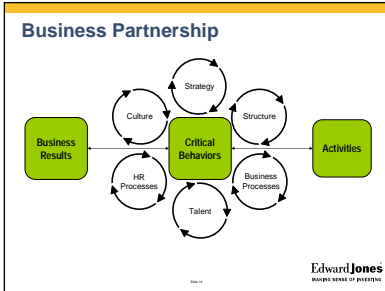 Business Partnership
Strategy
Culture
Structure
Business
Results
Critical
Behaviors
Activities
HR
Processes
Business
Processes
Talent
Edward Jones
MAKING SENSE OF INVESTING